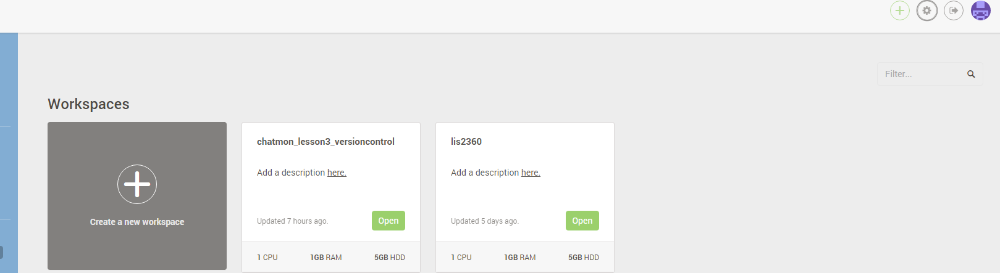 Filter...
Workspaces
Create a new workspace
chatmon_lesson3_versioncontrol
Add a description here.
Updated 7 hours ago.
Open
1 CPU
1GB RAM
5GB HDD
lis2360
Add a description here.
Updated 5 days ago.
Open
1 CPU
1GB RAM
5GB HDD